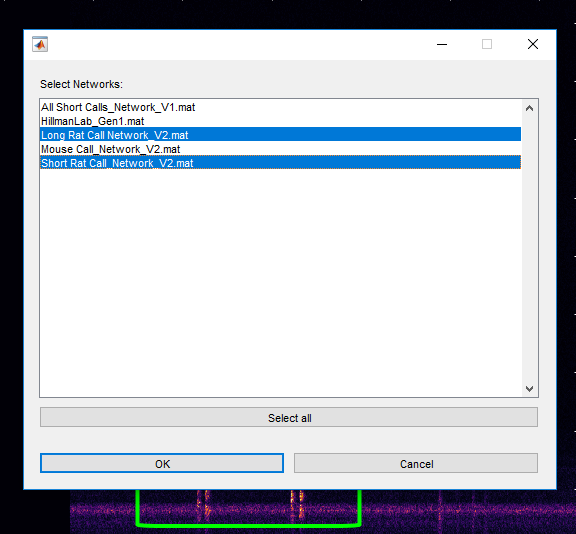 Select Networks:
All Short Calls_Network_V1.mat
HillmanLab_Gen1.mat
Long Rat Call Network_V2.mat
Mouse Call_Network_V2.mat
Short Rat Call_Network_V2.mat
Select all
OK
Cancel